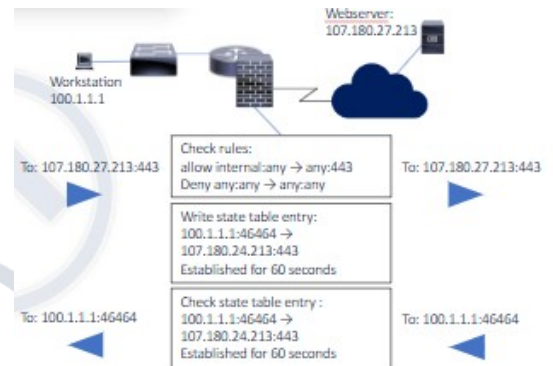 Webserver:
107.180.27.213
Workstation
100.1.1.1
To: 107.180.27.213:443
Check rules:
allow internal:any → any:443
Deny any:any → any:any
To: 107.180.27.213:443
Write state table entry:
100.1.1.1:46464 →
107.180.24.213:443
Established for 60 seconds
To: 100.1.1.1:46464
Check state table entry :
100.1.1.1:46464 →
107.180.24.213:443
Established for 60 seconds
To: 100.1.1.1:46464